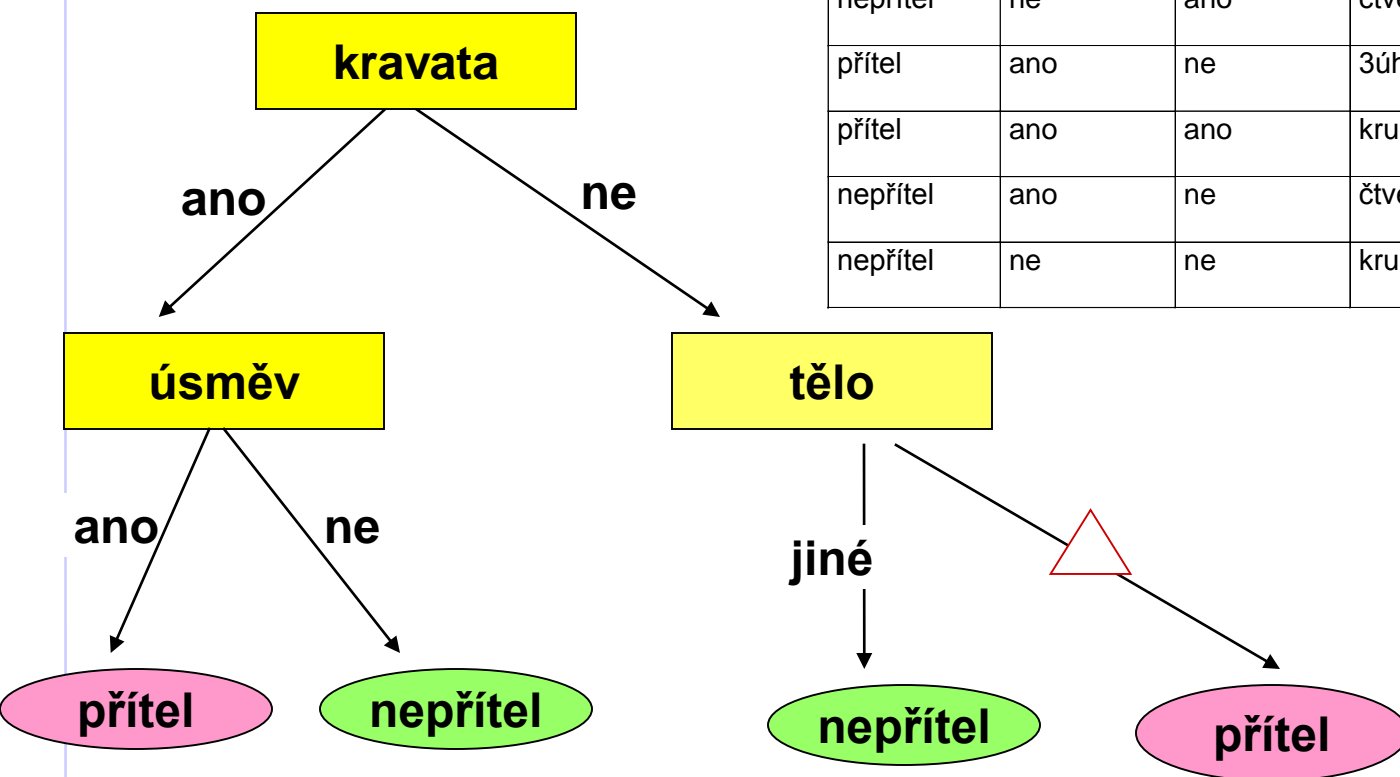 kravata
ano
ne
úsměv
tělo
ano
ne
jiné
přítel
nepřítel
nepřítel
přítel
nepřítel ne ano
přítel ano ne
přítel ano ano
nepřítel ano ne
nepřítel ne ne